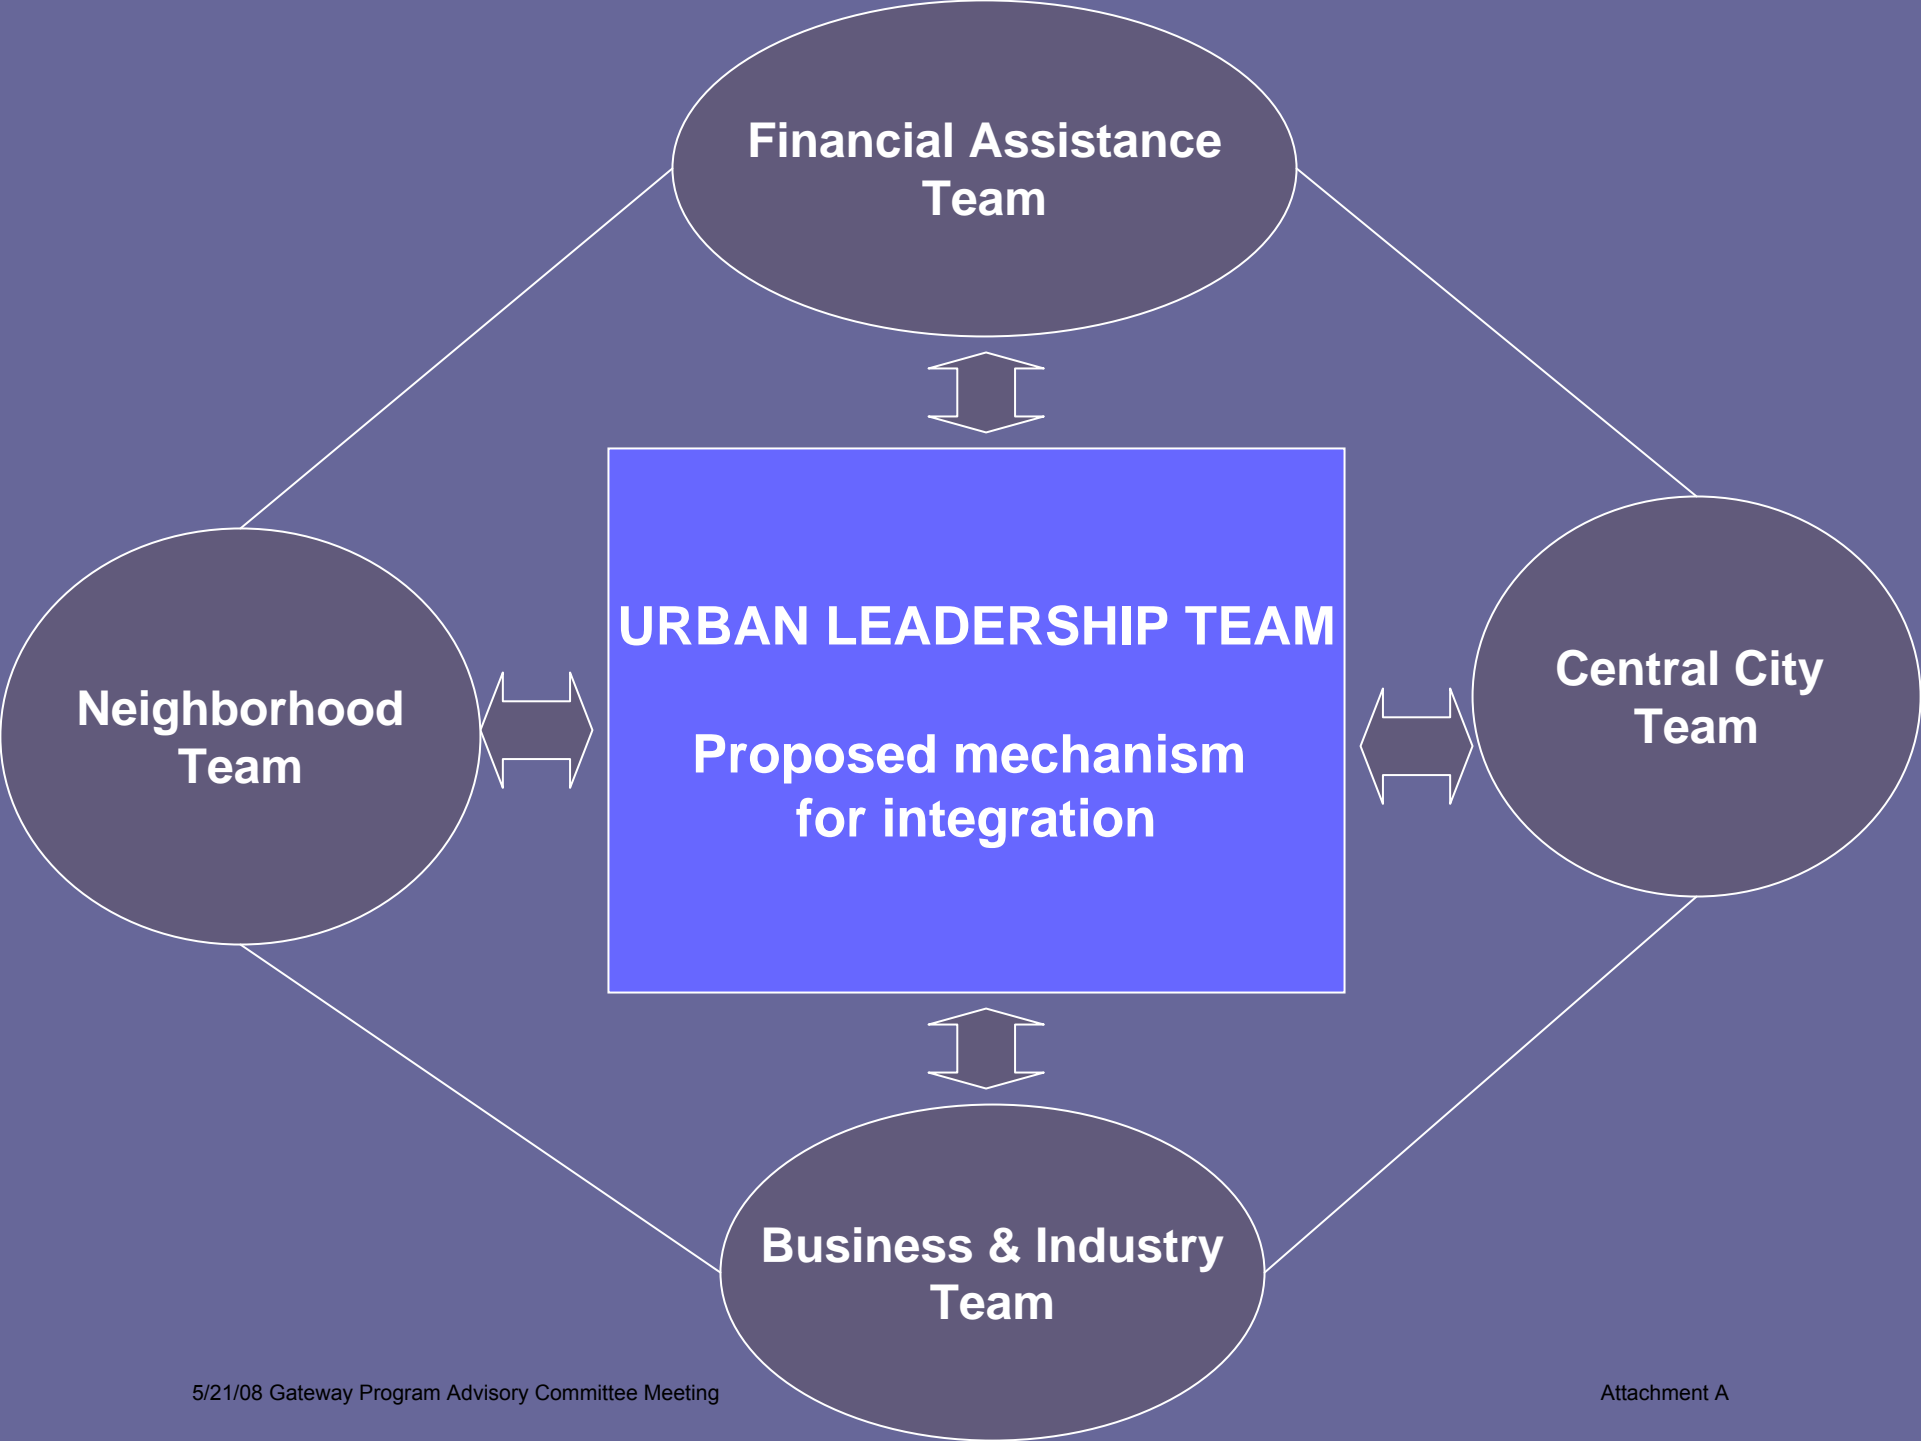 Financial Assistance
Team
Neighborhood
Team
URBAN LEADERSHIP TEAM
Proposed mechanism
for integration
Central City
Team
Business & Industry
Team
5/21/08 Gateway Program Advisory Committee Meeting
Attachment A